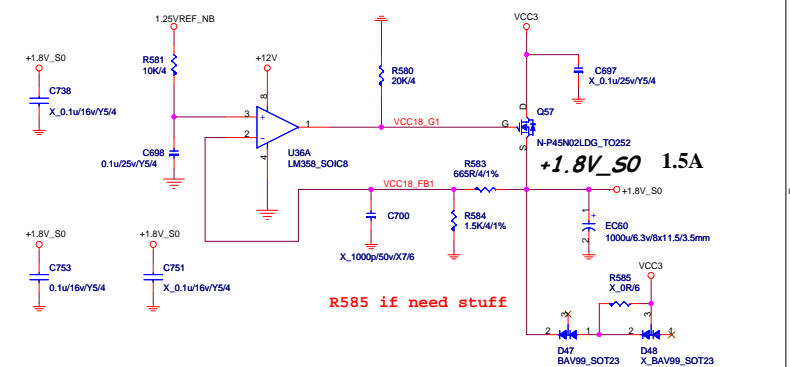 1.25VREF_NB
VCC3
+1.8V_S0
R581
10K/4
+12V
R580
20K/4
C697
X_0.1u/25v/Y5/4
C738
X_0.1u/16v/Y5/4
8
3
+
1
VCC18_G1
G
D
Q57
2
-
S
N-P45N02LDG_TO252
C698
0.1u/25v/Y5/4
4
U36A
LM358_SOIC8
+1.8V_S0 1.5A
R583
665R/4/1%
VCC18_FB1
+1.8V_S0
C700
R584
1.5K/4/1%
1
+
EC60
2
1000u/6.3v/8x11.5/3.5mm
X_1000p/50v/X7/6
+1.8V_S0
+1.8V_S0
C753
0.1u/16v/Y5/4
C751
X_0.1u/16v/Y5/4
VCC3
R585
X_0R/6
R585 if need stuff
3
2
1
2
3
1
D47
BAV99_SOT23
D48
X_BAV99_SOT23